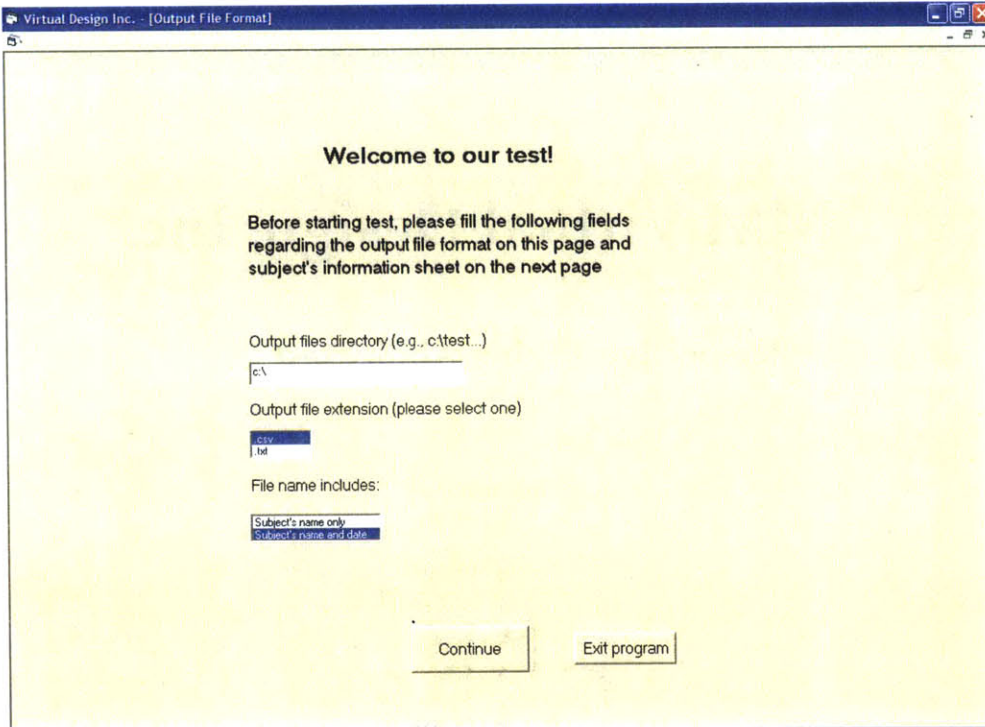 Virtual Design Inc. - [Output File Format]
Welcome to our test!
Before starting test, please fill the following fields
regarding the output file format on this page and
subject's information sheet on the next page
Output files directory (e.g., c:\test...)
c:\
Output file extension (please select one)
.csv
.txt
File name includes:
Subject's name only
Subject's name and date
Continue
Exit program